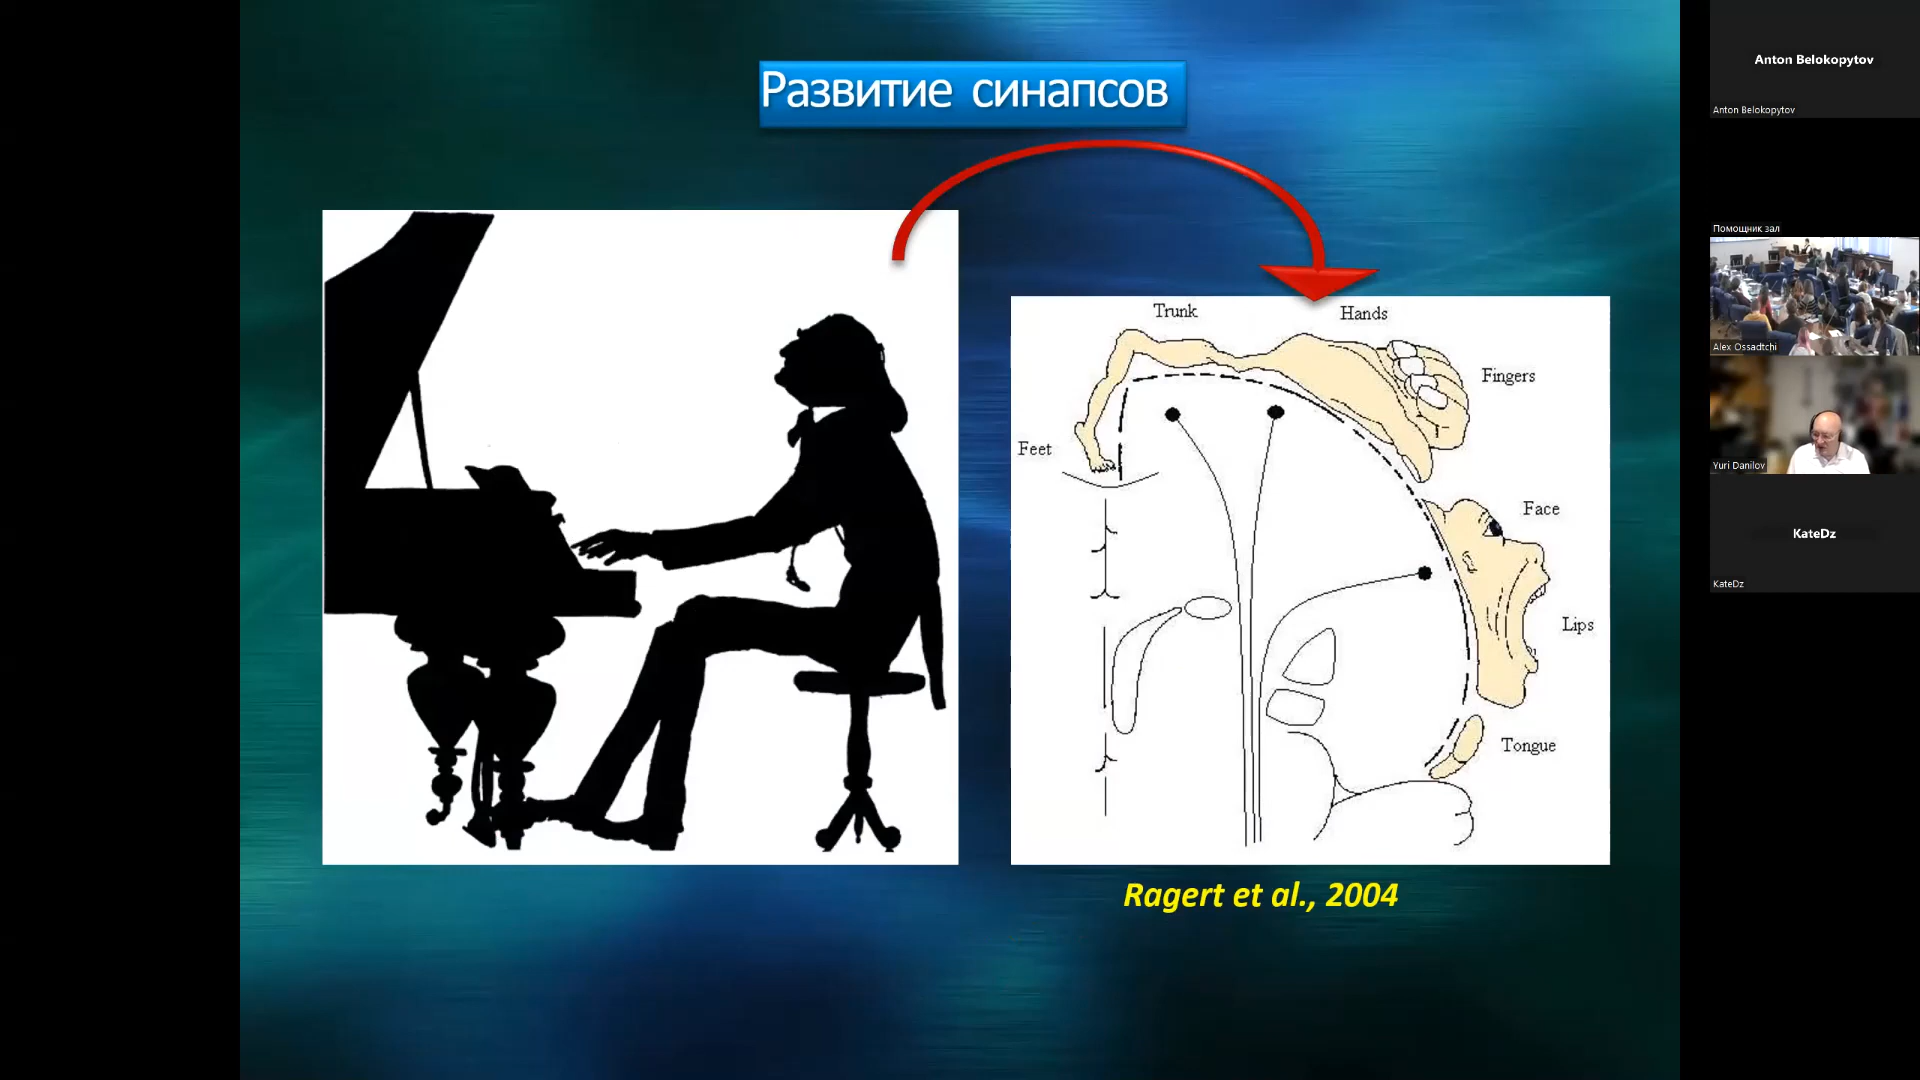 Развитие синапсов
Trunk
Hands
Fingers
Feet
Face
Lips
Tongue
Ragert et al., 2004
Anton Belokopytov
Anton Belokopytov
Помощник зал
Alex Ossadtchi
Yuri Danilov
KateDz
KateDz